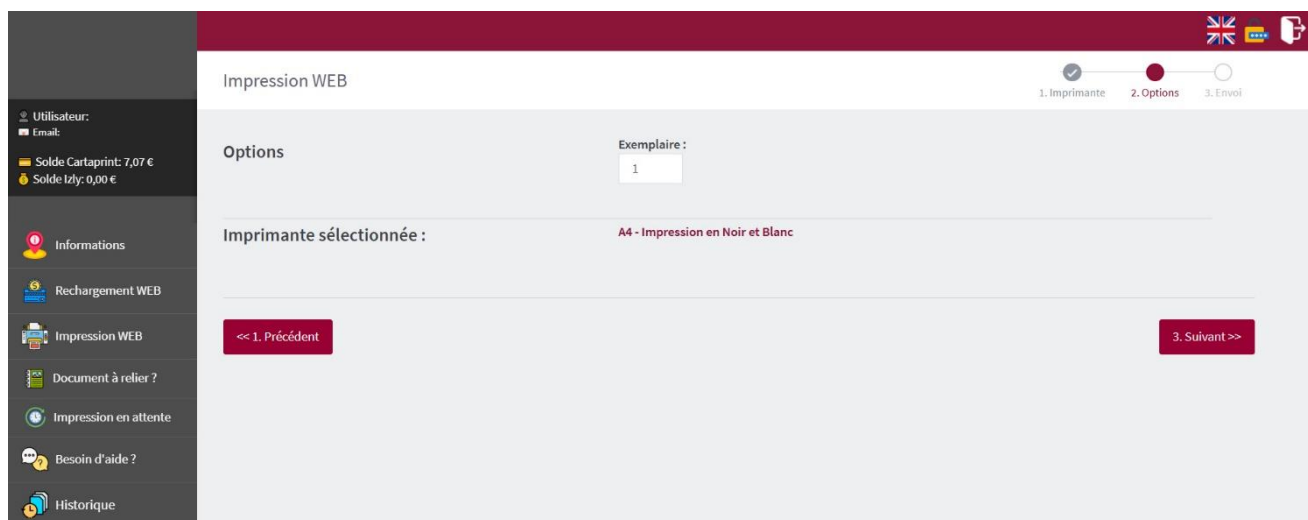 Impression WEB
1. Imprimante
2. Options
3. Envoi
Utilisateur:
Email:
Solde Cartaprint: 7,07 €
Solde Izly: 0,00 €
Informations
Rechargement WEB
Impression WEB
Document à relier ?
Impression en attente
Besoin d'aide ?
Historique
Options
Exemplaire :
1
Imprimante sélectionnée :
A4 - Impression en Noir et Blanc
<< 1. Précédent
3. Suivant >>